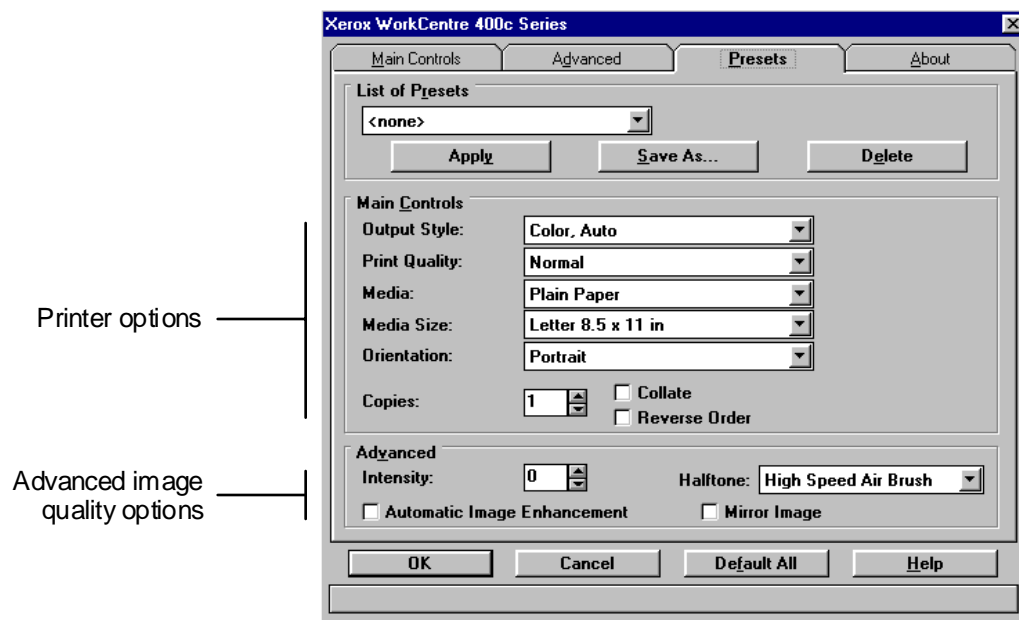 Xerox WorkCentre 400c Series
Main Controls Advanced Presets About
List of Presets
<none>
Apply Save As... Delete
Main Controls
Output Style: Color, Auto
Print Quality: Normal
Media: Plain Paper
Media Size: Letter 8.5 x 11 in
Orientation: Portrait
Copies: 1 Collate
Reverse Order
Printer options
Advanced
Intensity: 0 Halftone: High Speed Air Brush
Automatic Image Enhancement Mirror Image
Advanced image
quality options
OK Cancel Default All Help